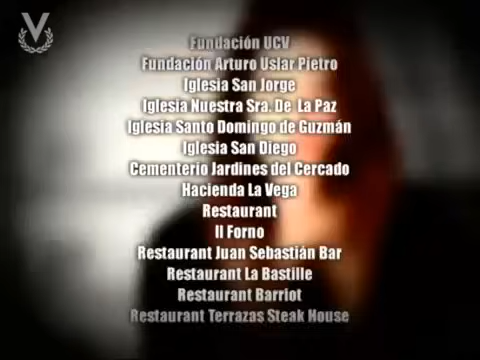 Fundación UCV
Fundación Arturo Uslar Pietro
Iglesia San Jorge
Iglesia Nuestra Sra. De La Paz
Iglesia Santo Domingo de Guzmán
Iglesia San Diego
Cementerio Jardines del Cercado
Hacienda La Vega
Restaurant
Il Forno
Restaurant Juan Sebastián Bar
Restaurant La Bastille
Restaurant Barriot
Restaurant Terrazas Steak House